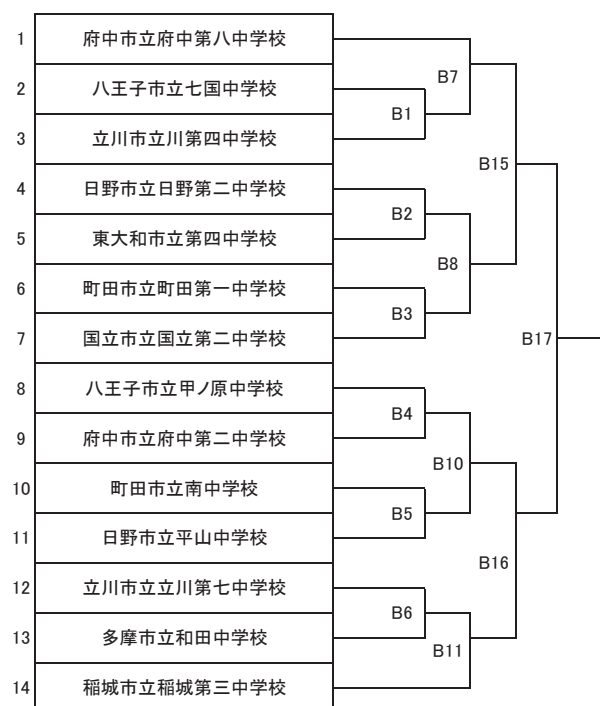 1 府中市立府中第八中学校
2 八王子市立七国中学校
3 立川市立川第四中学校
4 日野市立日野第二中学校
5 東大和市立第四中学校
6 町田市立町田第一中学校
7 国立市立国立第二中学校
8 八王子市立甲ノ原中学校
9 府中市立府中第二中学校
10 町田市立南中学校
11 日野市立平山中学校
12 立川市立立川第七中学校
13 多摩市立和田中学校
14 稲城市立稲城第三中学校
B7
B1
B15
B2
B8
B3
B17
B4
B10
B5
B16
B6
B11